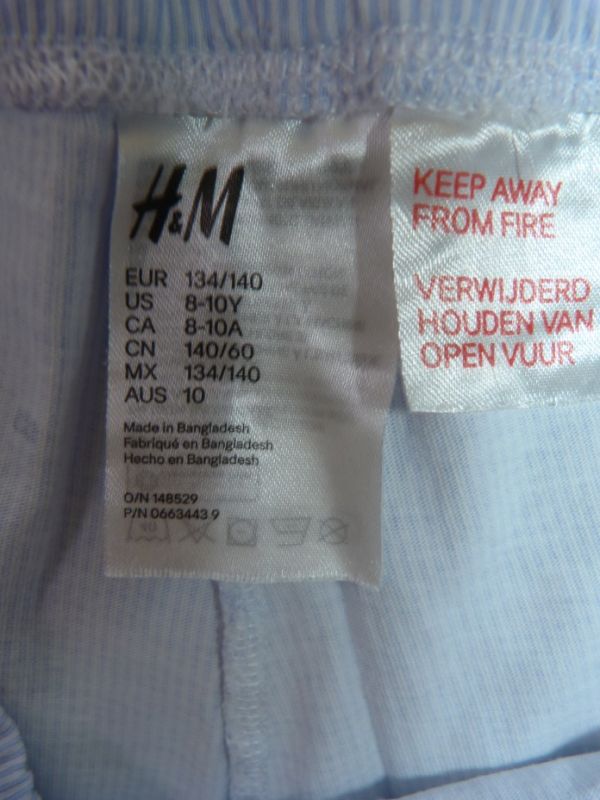 H&M
EUR 134/140
US 8-10Y
CA 8-10A
CN 140/60
MX 134/140
AUS 10
Made in Bangladesh
Fabriqué en Bangladesh
Hecho en Bangladesh
O/N 148529
P/N 0663443 9
KEEP AWAY
FROM FIRE
VERWIJDERD
HOUDEN VAN
OPEN VUUR